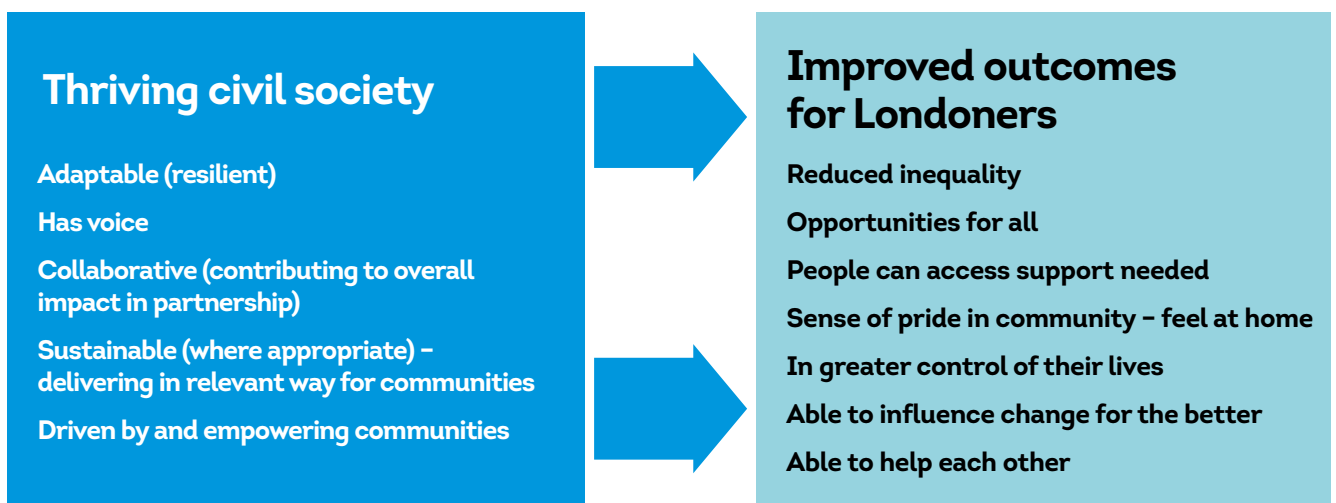 Thriving civil society
Adaptable (resilient)
Has voice
Collaborative (contributing to overall
impact in partnership)
Sustainable (where appropriate) –
delivering in relevant way for communities
Driven by and empowering communities
Improved outcomes
for Londoners
Reduced inequality
Opportunities for all
People can access support needed
Sense of pride in community – feel at home
In greater control of their lives
Able to influence change for the better
Able to help each other